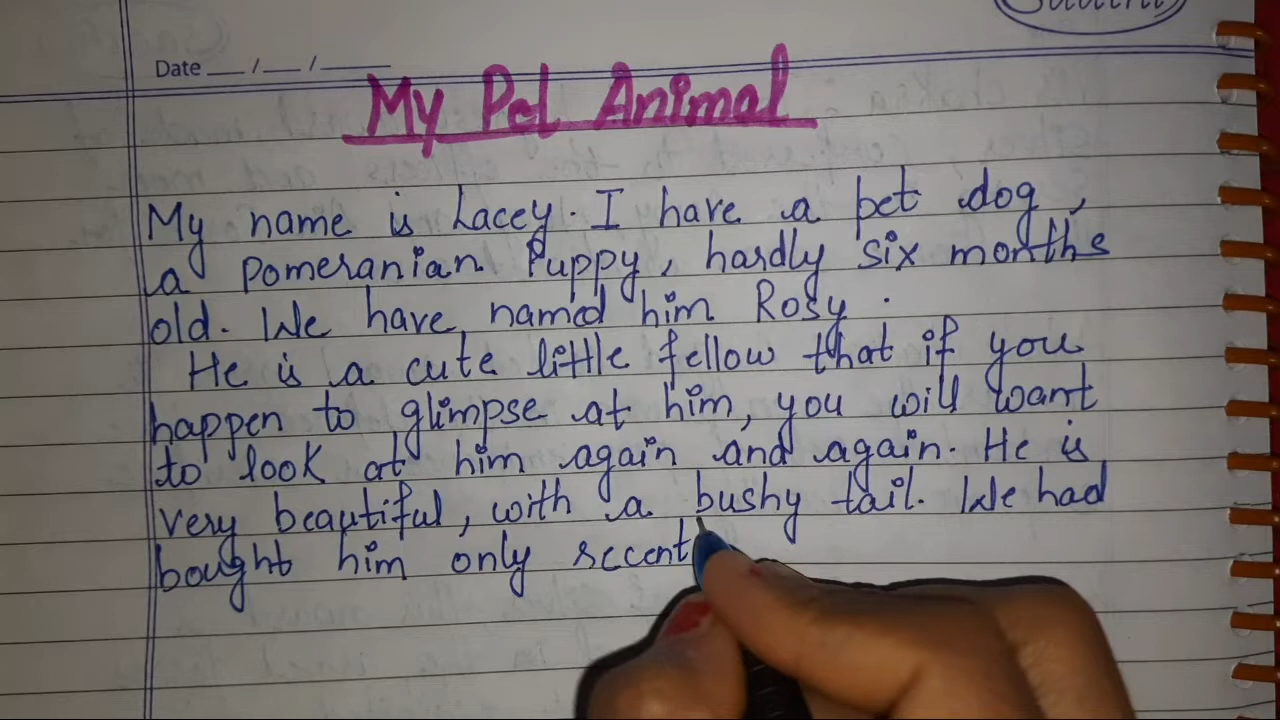 Date __/__/____
My Pet Animal
My name is Lacey. I have a pet dog,
a Pomeranian Puppy, hardly six months
old. We have named him Rosy.
He is a cute little fellow that if you
happen to glimpse at him, you will want
to look at him again and again. He is
very beautiful, with a bushy tail. We had
bought him only recent